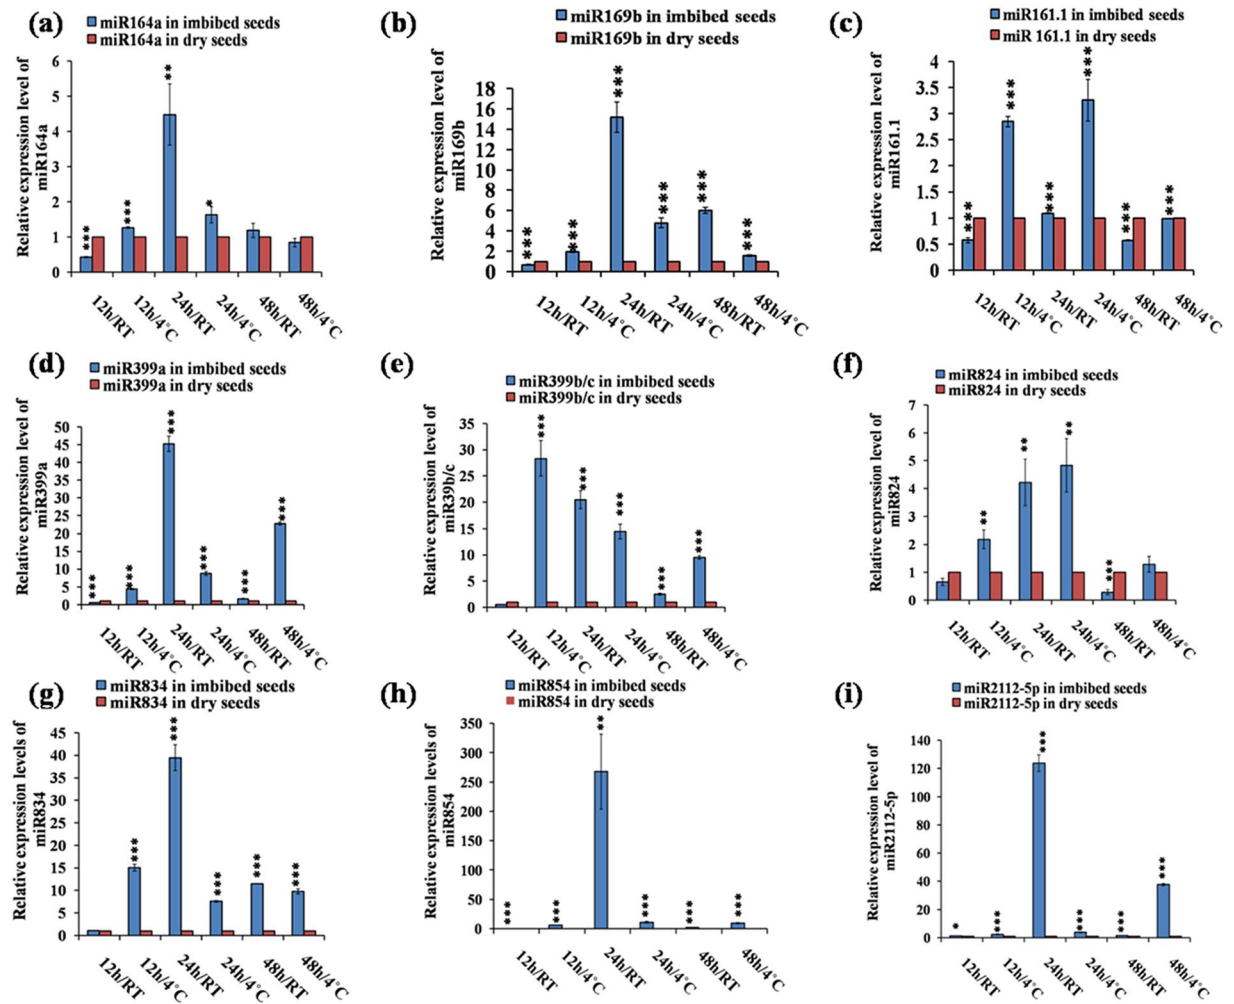 (a)
miR164a in imbibed seeds
miR164a in dry seeds
Relative expression level of
miR164a
6
5
4
3
2
1
0
**
***
***
*
12h/RT
12h/4°C
24h/RT
24h/4°C
48h/RT
48h/4°C
(b)
miR169b in imbibed seeds
miR169b in dry seeds
Relative expression level of
miR169b
18
16
14
12
10
8
6
4
2
0
***
***
***
***
***
***
12h/RT
12h/4°C
24h/RT
24h/4°C
48h/RT
48h/4°C
(c)
miR161.1 in imbibed seeds
miR 161.1 in dry seeds
Relative expression level of
miR161.1
4
3.5
3
2.5
2
1.5
1
0.5
0
***
***
***
***
***
***
12h/RT
12h/4°C
24h/RT
24h/4°C
48h/RT
48h/4°C
(d)
miR399a in imbibed seeds
miR399a in dry seeds
Relative expression level of
miR399a
50
45
40
35
30
25
20
15
10
5
0
***
***
***
***
***
***
12h/RT
12h/4°C
24h/RT
24h/4°C
48h/RT
48h/4°C
(e)
miR399b/c in imbibed seeds
miR399b/c in dry seeds
Relative expression level of
miR39b/c
35
30
25
20
15
10
5
0
***
***
***
***
***
12h/RT
12h/4°C
24h/RT
24h/4°C
48h/RT
48h/4°C
(f)
miR824 in imbibed seeds
miR824 in dry seeds
Relative expression level of
miR824
7
6
5
4
3
2
1
0
**
**
**
***
12h/RT
12h/4°C
24h/RT
24h/4°C
48h/RT
48h/4°C
(g)
miR834 in imbibed seeds
miR834 in dry seeds
Relative expression levels of
miR834
45
40
35
30
25
20
15
10
5
0
***
***
***
***
***
12h/RT
12h/4°C
24h/RT
24h/4°C
48h/RT
48h/4°C
(h)
miR854 in imbibed seeds
miR854 in dry seeds
Relative expression levels of
miR854
350
300
250
200
150
100
50
0
***
***
**
***
***
***
12h/RT
12h/4°C
24h/RT
24h/4°C
48h/RT
48h/4°C
(i)
miR2112-5p in imbibed seeds
miR2112-5p in dry seeds
Relative expression level of
miR2112-5p
140
120
100
80
60
40
20
0
*
***
***
***
***
***
12h/RT
12h/4°C
24h/RT
24h/4°C
48h/RT
48h/4°C